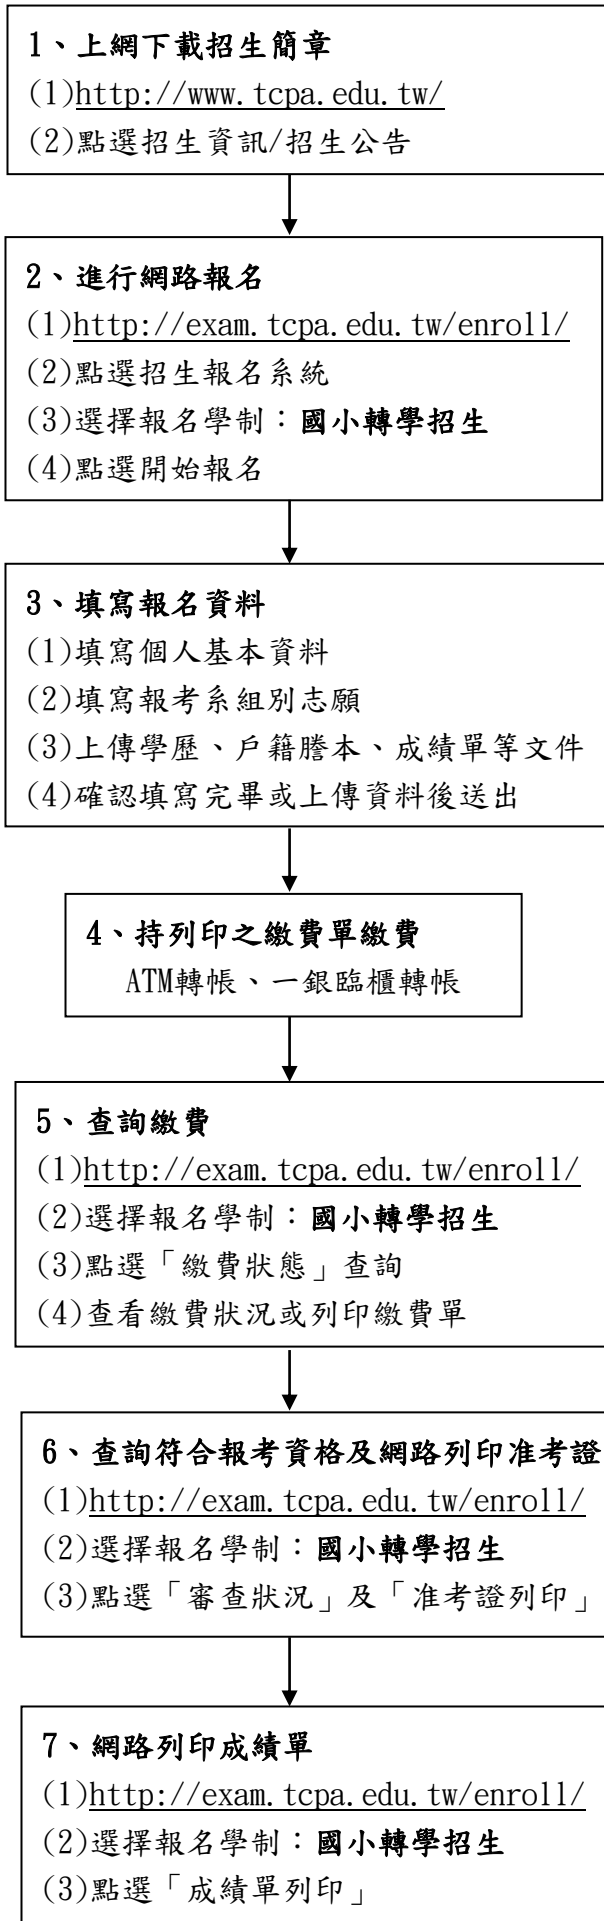 1、上網下載招生簡章
(1)http://www.tcpa.edu.tw/
(2)點選招生資訊/招生公告
2、進行網路報名
(1)http://exam.tcpa.edu.tw/enroll/
(2)點選招生報名系統
(3)選擇報名學制：國小轉學招生
(4)點選開始報名
3、填寫報名資料
(1)填寫個人基本資料
(2)填寫報考系組別志願
(3)上傳學歷、戶籍謄本、成績單等文件
(4)確認填寫完畢或上傳資料後送出
4、持列印之繳費單繳費
ATM轉帳、一銀臨櫃轉帳
5、查詢繳費
(1)http://exam.tcpa.edu.tw/enroll/
(2)選擇報名學制：國小轉學招生
(3)點選「繳費狀態」查詢
(4)查看繳費狀況或列印繳費單
6、查詢符合報考資格及網路列印准考證
(1)http://exam.tcpa.edu.tw/enroll/
(2)選擇報名學制：國小轉學招生
(3)點選「審查狀況」及「准考證列印」
7、網路列印成績單
(1)http://exam.tcpa.edu.tw/enroll/
(2)選擇報名學制：國小轉學招生
(3)點選「成績單列印」